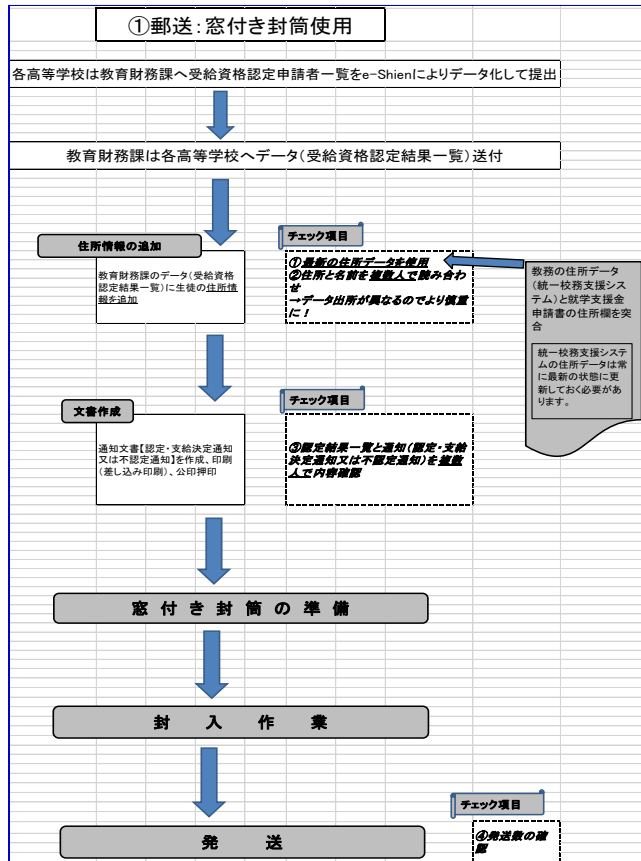 ①郵送：窓付き封筒使用
各高等学校は教育財務課へ受給資格認定申請者一覧をe-Shienによりデータ化して提出
教育財務課は各高等学校へデータ（受給資格認定結果一覧）送付
住所情報の追加
教育財務課のデータ（受給資格
認定結果一覧）に生徒の住所情
報を追加
チェック項目
①最新の住所データを使用
②住所と名前を複数人で読み合わ
せ
→データ出所が異なるのでより慎重
に！
教務の住所データ
（統一校務支援シス
テム）と就学支援金
申請書の住所欄を突
合
統一校務支援システ
ムの住所データは常
に最新の状態に更
新しておく必要があ
ります。
文書作成
通知文書【認定・支給決定通知
又は不認定通知】を作成、印刷
（差し込み印刷）、公印押印
チェック項目
③認定結果一覧と通知（認定・支給
決定通知又は不認定通知）を複数
人で内容確認
窓付き封筒の準備
封入作業
発送
チェック項目
④発送数の確
認